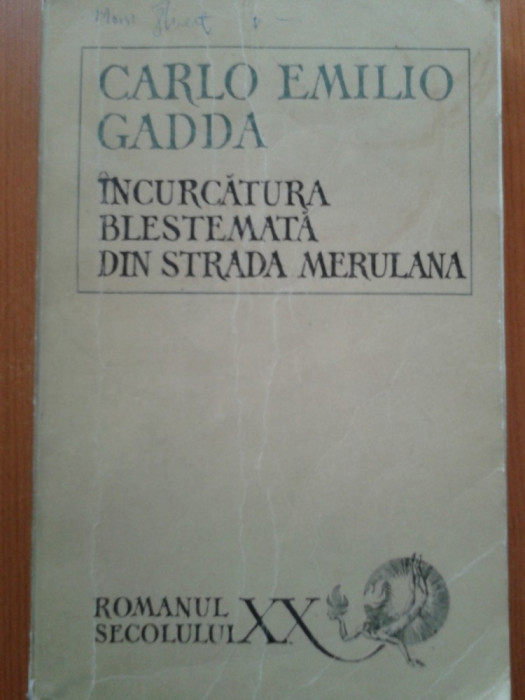 CARLO EMILIO
GADDA
ÎNCURCĂTURA
BLESTEMATĂ
DIN STRADA MERULANA
ROMANUL
SECOLULUI XX